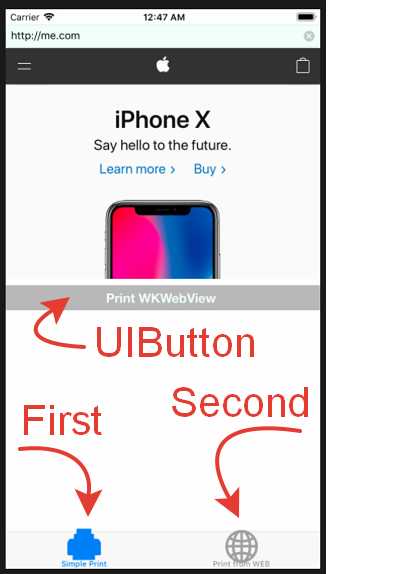 Carrier 12:47 AM
http://me.com
iPhone X
Say hello to the future.
Learn more > Buy >
Print WKWebView
UIButton
Second
First
Simple Print Print from WEB